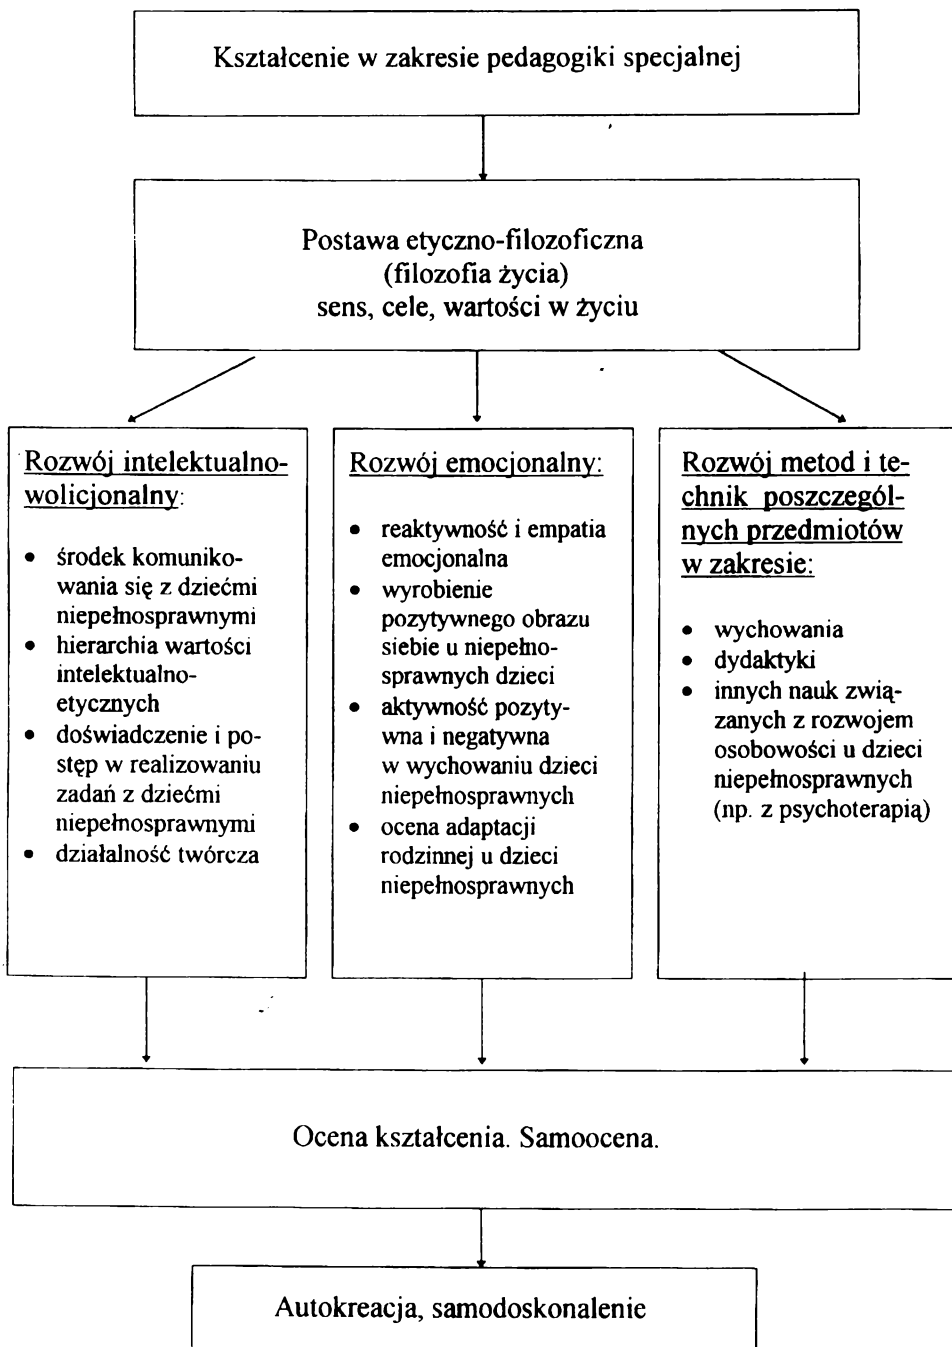 Kształcenie w zakresie pedagogiki specjalnej
Postawa etyczno-filozoficzna
(filozofia życia)
sens, cele, wartości w życiu
Rozwój intelektualno-
wolicjonalny:
• środek komuniko-
wania się z dziećmi
niepełnosprawnymi
• hierarchia wartości
intelektualno-
etycznych
• doświadczenie i po-
stęp w realizowaniu
zadań z dziećmi
niepełnosprawnymi
• działalność twórcza
Rozwój emocjonalny:
• reaktywność i empatia
emocjonalna
• wyrobienie
pozytywnego obrazu
siebie u niepełno-
sprawnych dzieci
• aktywność pozyty-
wna i negatywna
w wychowaniu dzieci
niepełnosprawnych
• ocena adaptacji
rodzinnej u dzieci
niepełnosprawnych
Rozwój metod i te-
chnik poszczegól-
nych przedmiotów
w zakresie:
• wychowania
• dydaktyki
• innych nauk zwią-
zanych z rozwojem
osobowości u dzieci
niepełnosprawnych
(np. z psychoterapią)
Ocena kształcenia. Samoocena.
Autokreacja, samodoskonalenie